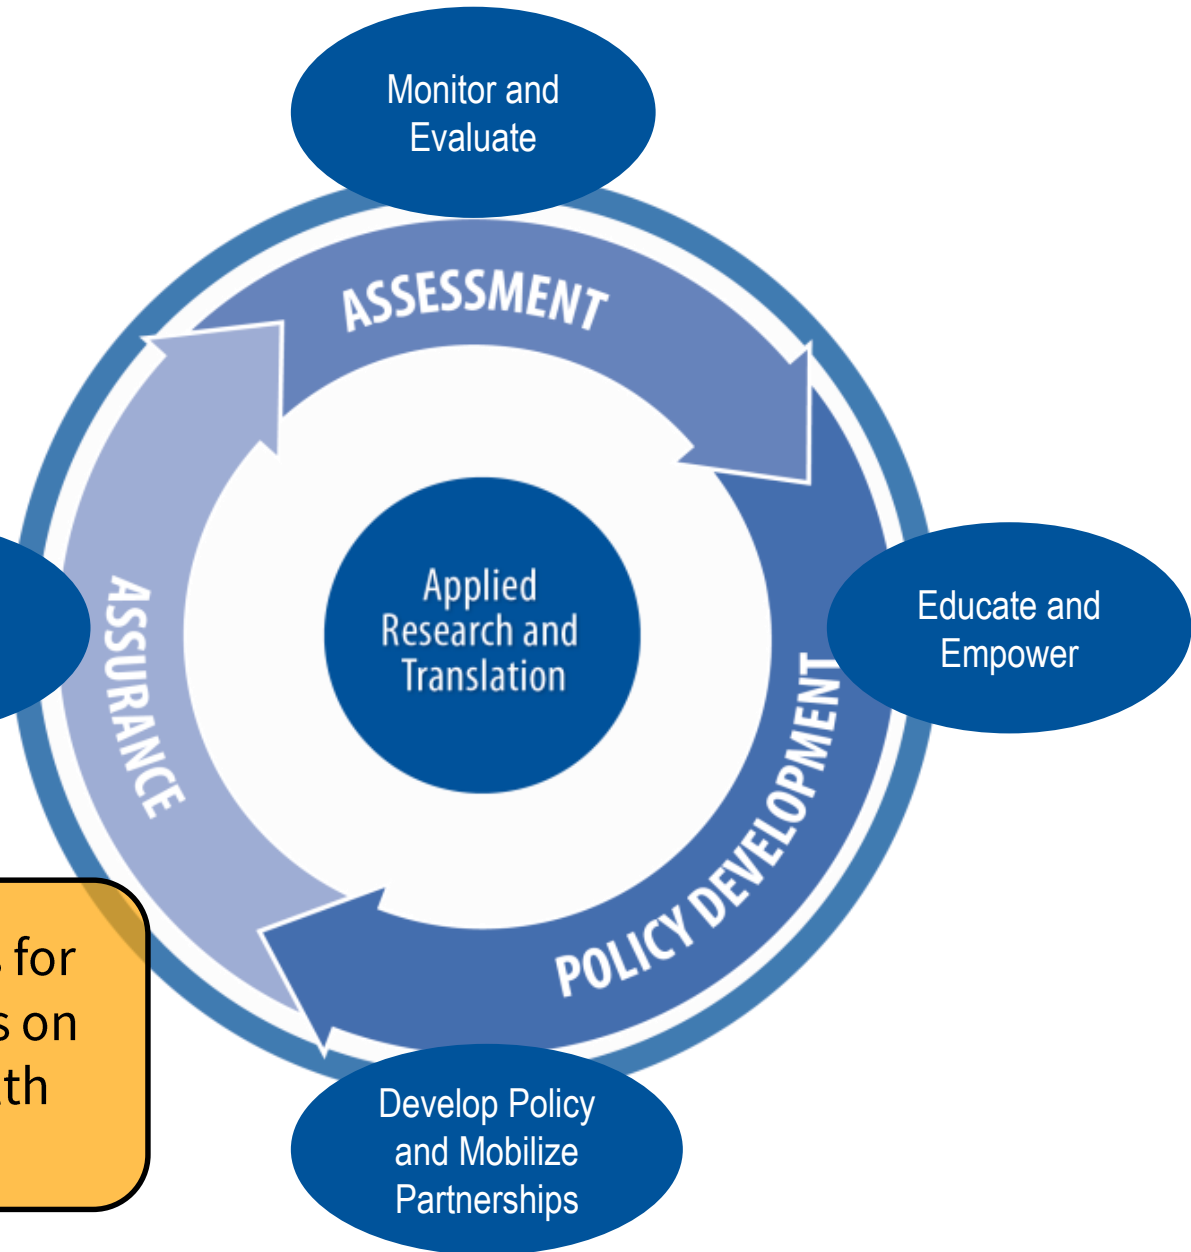 Monitor and
Evaluate
ASSESSMENT
Applied
Research and
Translation
Educate and
Empower
ASSURANCE
POLICY DEVELOPMENT
for
on
Develop Policy
and Mobilize
Partnerships